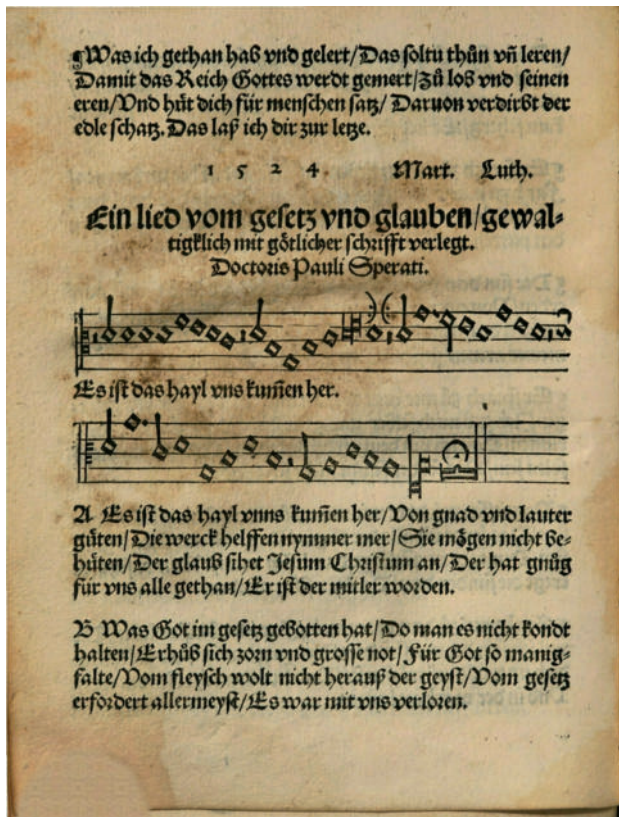 ¶Was ich gethan hab vnd gelert/Das soltu thůn vñ leren/
Damit das Reich Gottes werdt gemert/Zů lob vnd seinen
eren/Vnd hůt dich für menschen satz/ Daruon verdirbt der
edle schatz. Das laß ich dir zur letze.
1 5 2 4 Mart. Luth.
Ein lied vom gesetz vnd glauben/gewal⸗
tigklich mit götlicher schrifft verlegt.
Doctoris Pauli Sperati.
Es ist das hayl vns kum̃en her.
A Es ist das hayl vnns kum̃en her/Von gnad vnd lauter
gůten/Die werck helffen nymmer mer/Sie mögen nicht be⸗
hůten/Der glaub sihet Jesum Christum an/Der hat gnůg
für vns alle gethan/Er ist der mitler worden.
B Was Got im gesetz gebotten hat/Do man es nicht kondt
halten/Erhůb sich zorn vnd grosse not/Für Got so manig⸗
falte/Vom fleysch wolt nicht herauß der geyst/Vom gesetz
erfordert allermeyst/Es war mit vns verloren.